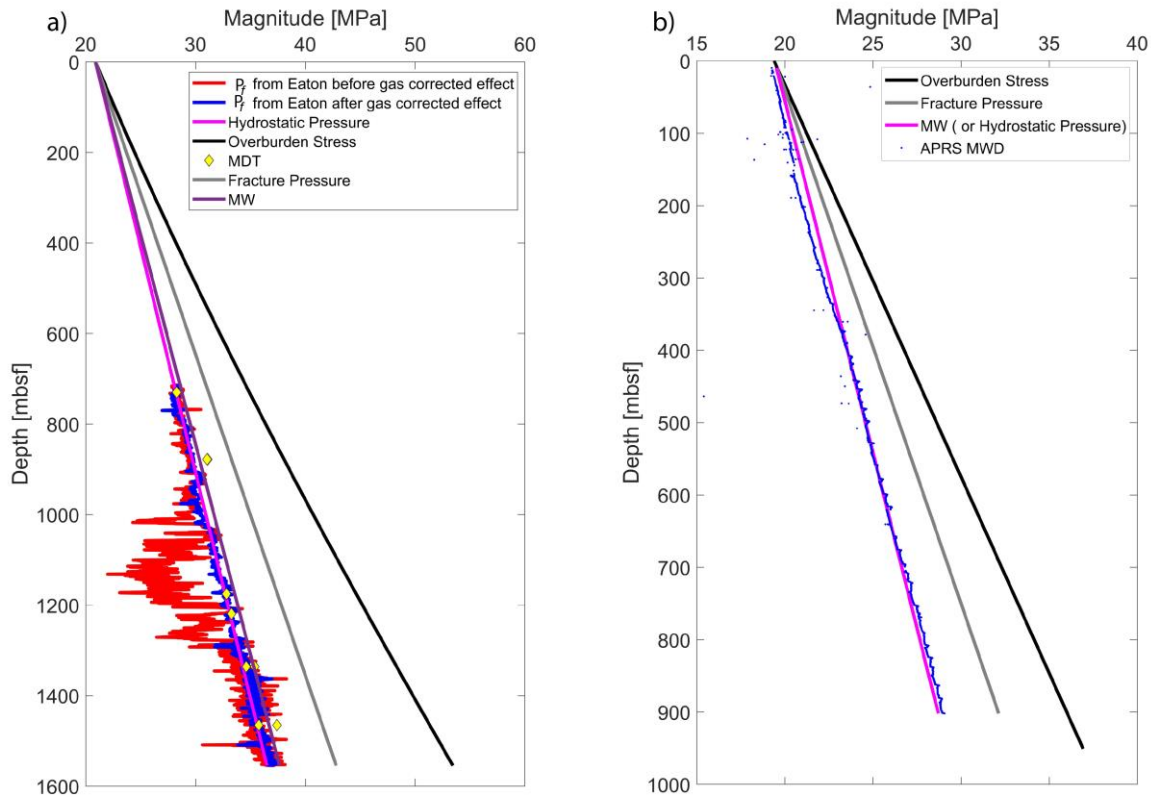 a)
Magnitude [MPa]
20 30 40 50 60
0
200
400
600
800
1000
1200
1400
1600
Depth [mbsf]
Pf from Eaton before gas corrected effect
Pf from Eaton after gas corrected effect
Hydrostatic Pressure
Overburden Stress
MDT
Fracture Pressure
MW
b)
Magnitude [MPa]
15 20 25 30 35 40
0
100
200
300
400
500
600
700
800
900
1000
Depth [mbsf]
Overburden Stress
Fracture Pressure
MW ( or Hydrostatic Pressure)
APRS MWD